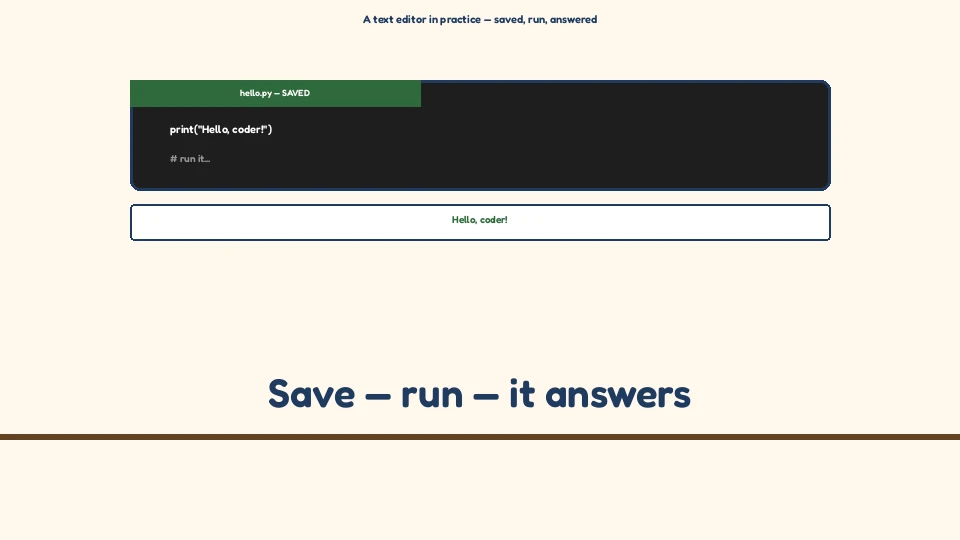 A text editor in practice — saved, run, answered
hello.py — SAVED
print("Hello, coder!")
# run it...
Hello, coder!
Save — run — it answers